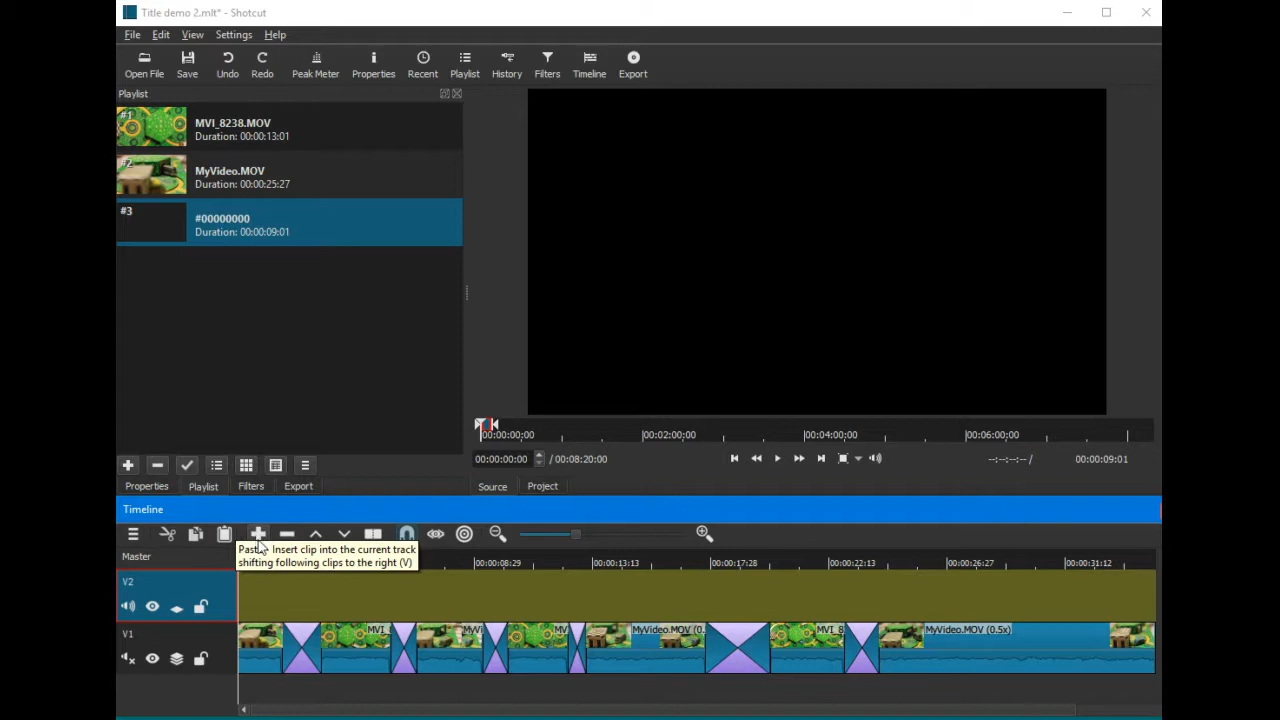 Title demo 2.mlt* - Shotcut
File Edit View Settings Help
Open File Save Undo Redo Peak Meter Properties Recent Playlist History Filters Timeline Export
Playlist
#1
MVI_8238.MOV
Duration: 00:00:13:01
#2
MyVideo.MOV
Duration: 00:00:25:27
#3
#00000000
Duration: 00:00:09:01
00:00:00;00 00:02:00;00 00:04:00;00 00:06:00;00
00:00:00:00 / 00:08:20:00 --:--:--:-- / 00:00:09:01
Properties Playlist Filters Export
Source Project
Timeline
Insert clip into the current track
shifting following clips to the right (V)
Master
00:00:08:29 00:00:13;13 00:00:17:28 00:00:22;13 00:00:26:27 00:00:31:12
V2
V1
MVI_ MyVi MV MyVideo.MOV (0. MVI_8 MyVideo.MOV (0.5x)